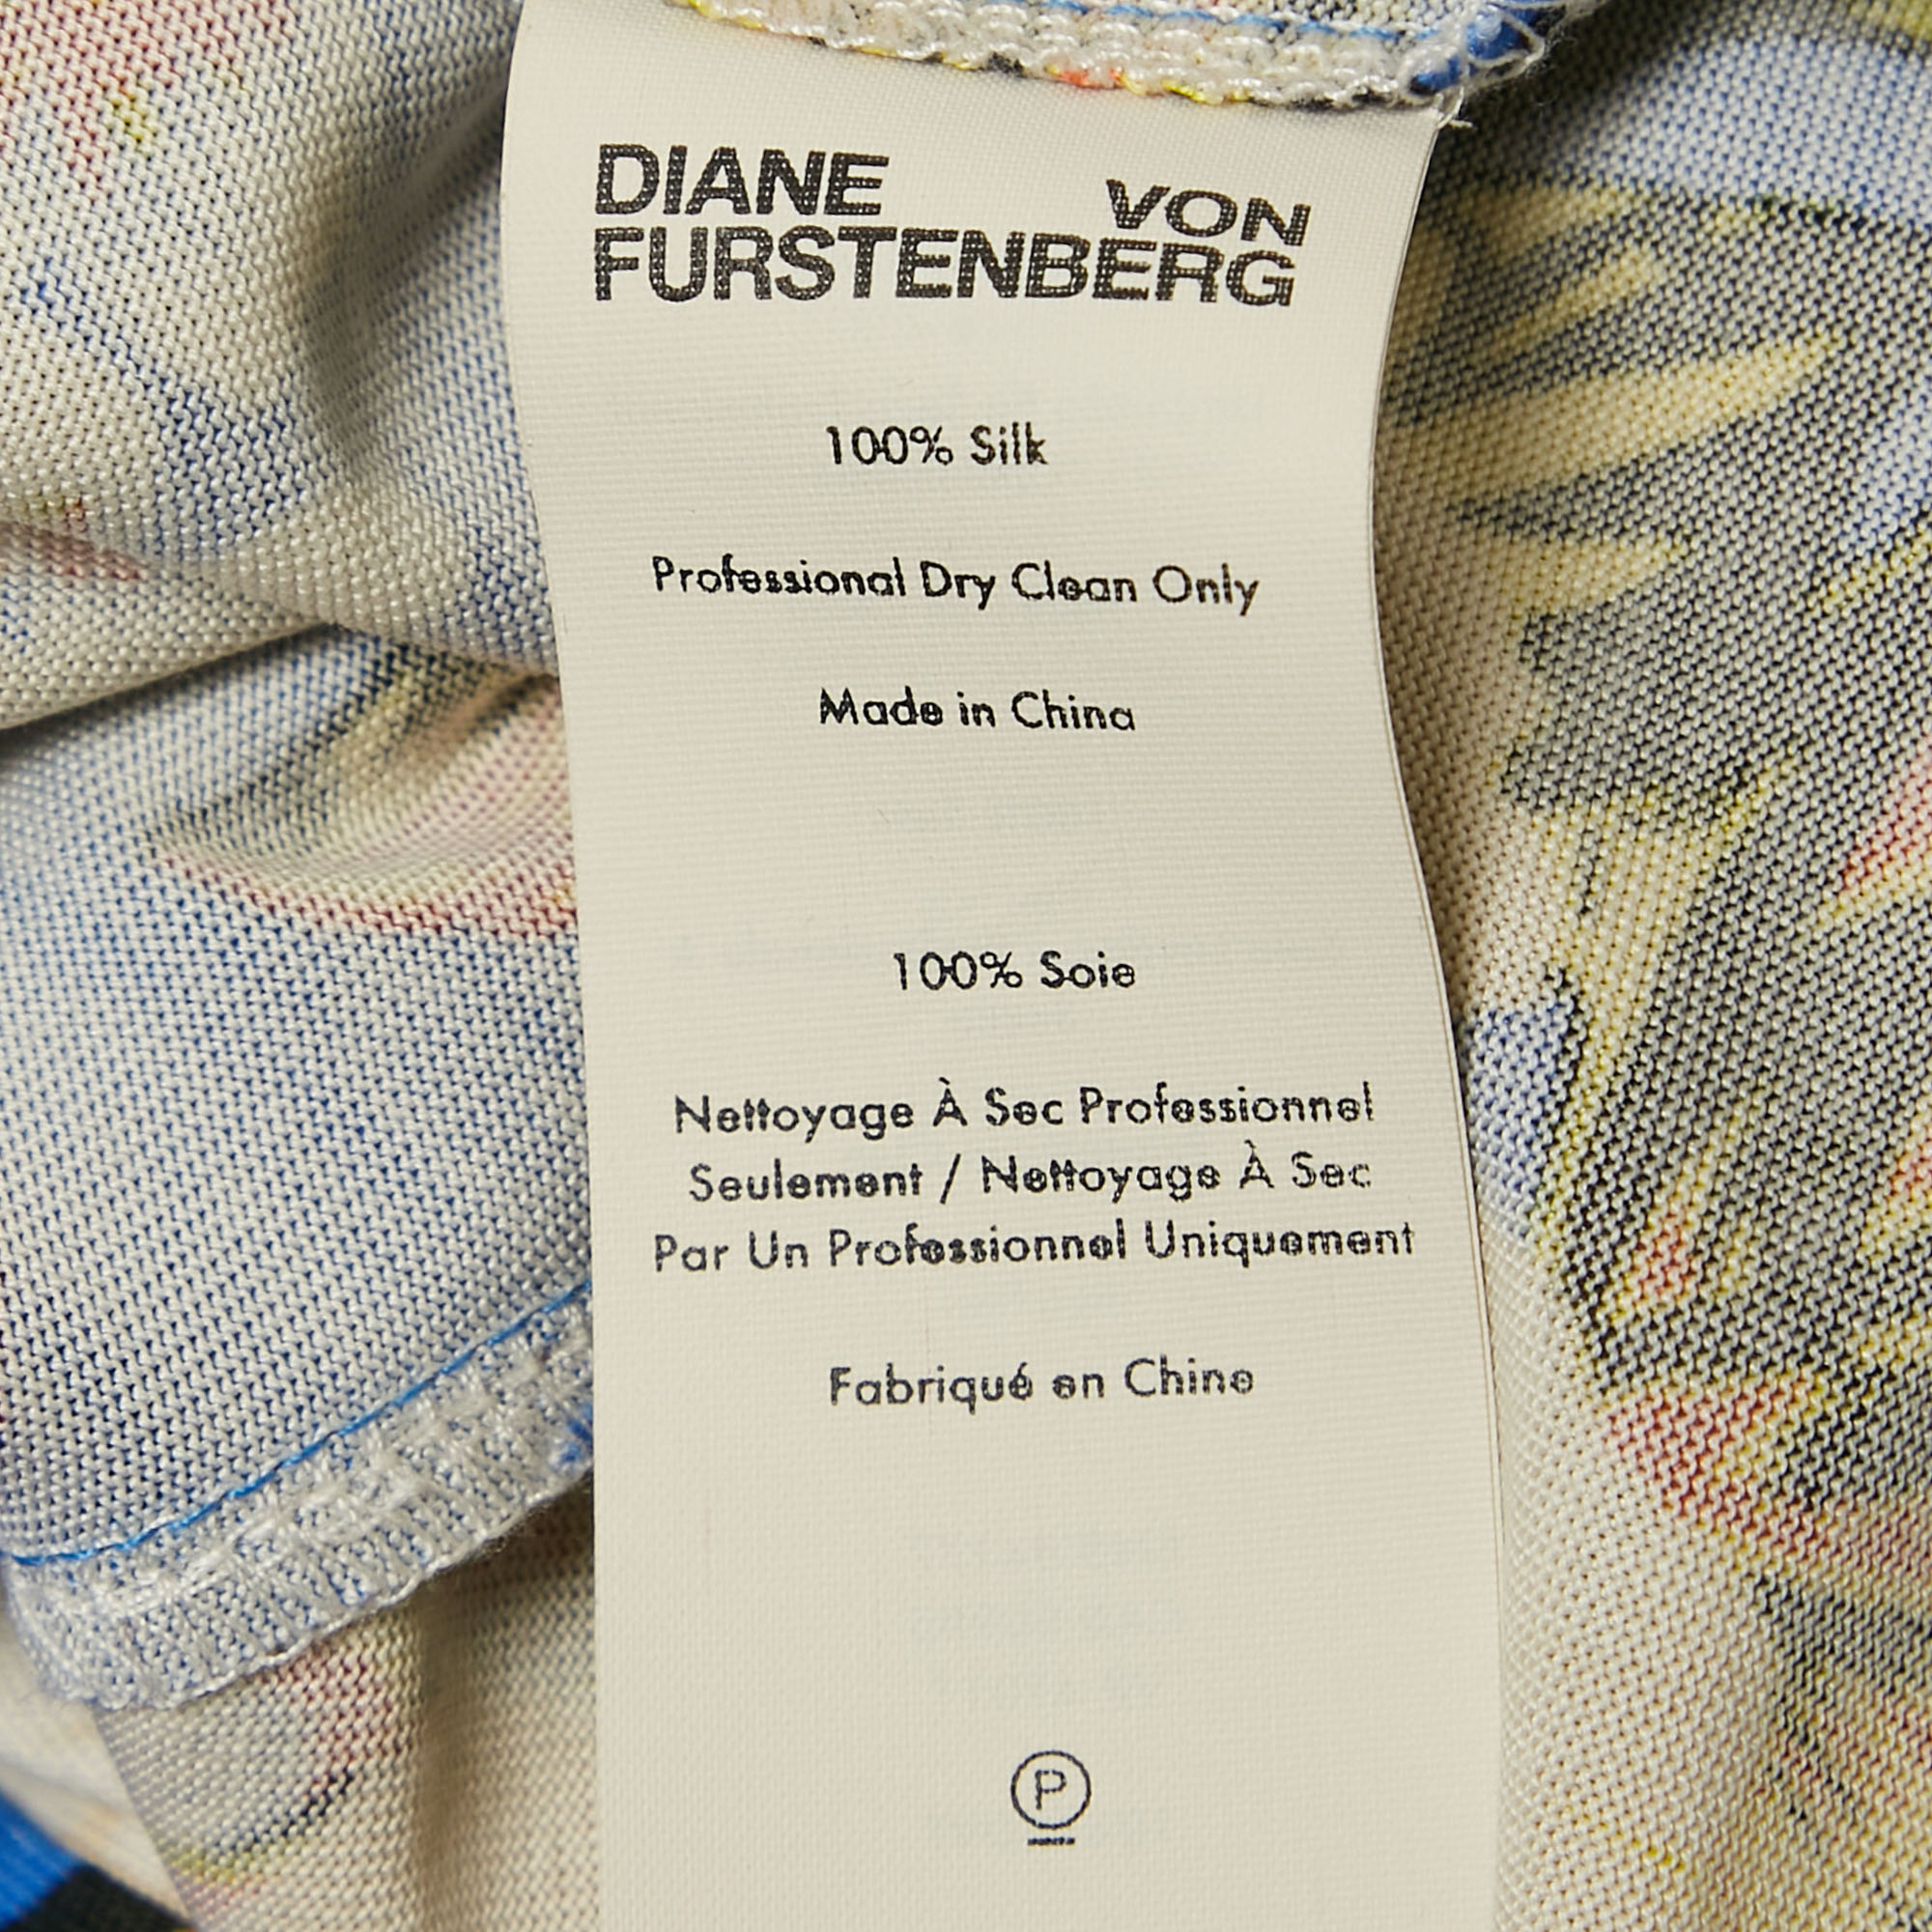 DIANE VON
FURSTENBERG
100% Silk
Professional Dry Clean Only
Made in China
100% Soie
Nettoyage À Sec Professionnel
Seulement / Nettoyage À Sec
Par Un Professionnel Uniquement
Fabriqué en Chine
P